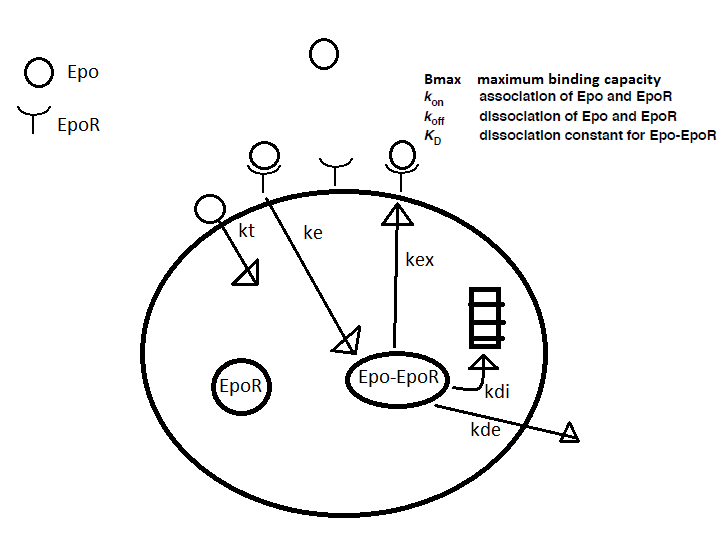 Epo
EpoR
Bmax maximum binding capacity
kon association of Epo and EpoR
koff dissociation of Epo and EpoR
KD dissociation constant for Epo-EpoR
kt
ke
kex
EpoR
Epo-EpoR
kdi
kde